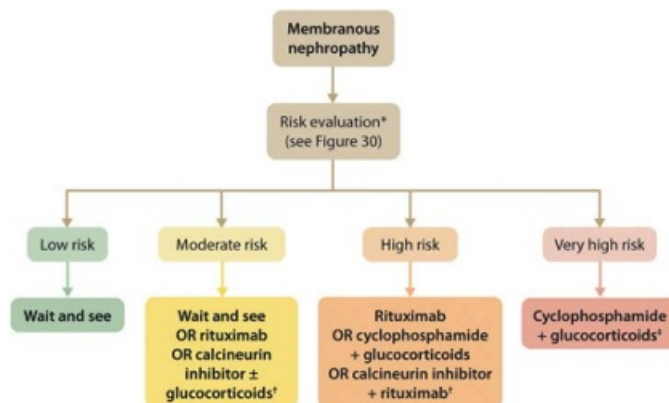 Membranous
nephropathy
Risk evaluation*
(see Figure 30)
Low risk
Moderate risk
High risk
Very high risk
Wait and see
Wait and see
OR rituximab
OR calcineurin
inhibitor ±
glucocorticoids†
Rituximab
OR cyclophosphamide
+ glucocorticoids
OR calcineurin inhibitor
+ rituximab†
Cyclophosphamide
+ glucocorticoids‡